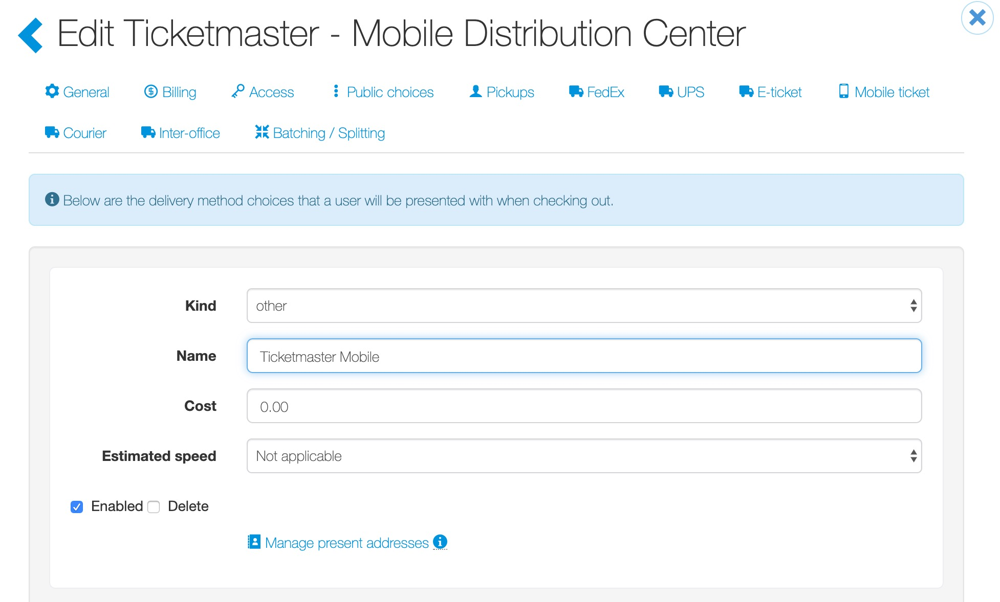 Edit Ticketmaster - Mobile Distribution Center
General Billing Access Public choices Pickups FedEx UPS E-ticket Mobile ticket
Courier Inter-office Batching / Splitting
Below are the delivery method choices that a user will be presented with when checking out.
Kind other
Name Ticketmaster Mobile
Cost 0.00
Estimated speed Not applicable
Enabled Delete
Manage present addresses